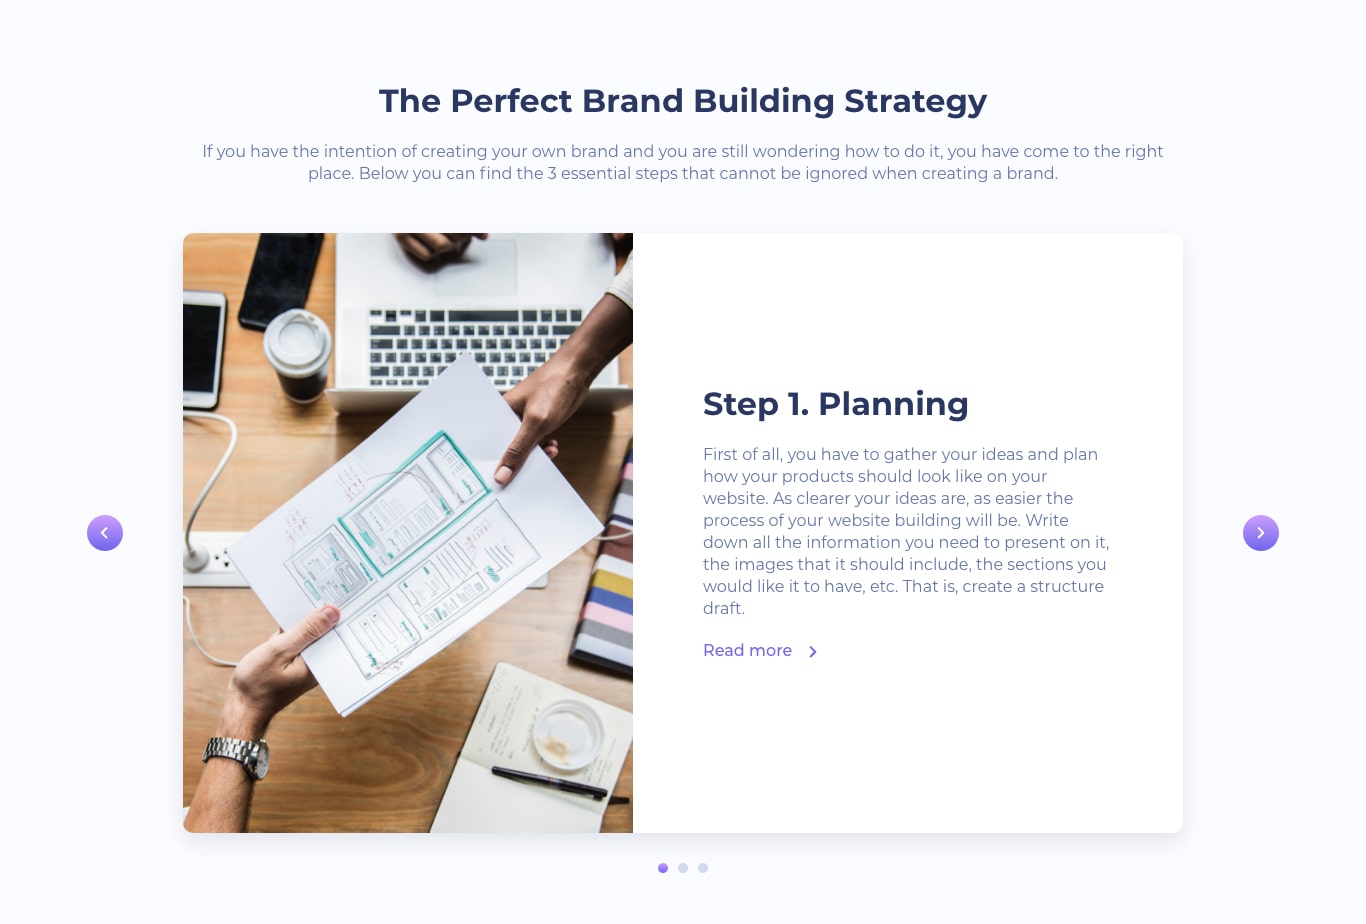 The Perfect Brand Building Strategy
If you have the intention of creating your own brand and you are still wondering how to do it, you have come to the right
place. Below you can find the 3 essential steps that cannot be ignored when creating a brand.
Step 1. Planning
First of all, you have to gather your ideas and plan
how your products should look like on your
website. As clearer your ideas are, as easier the
process of your website building will be. Write
down all the information you need to present on it,
the images that it should include, the sections you
would like it to have, etc. That is, create a structure
draft.
Read more